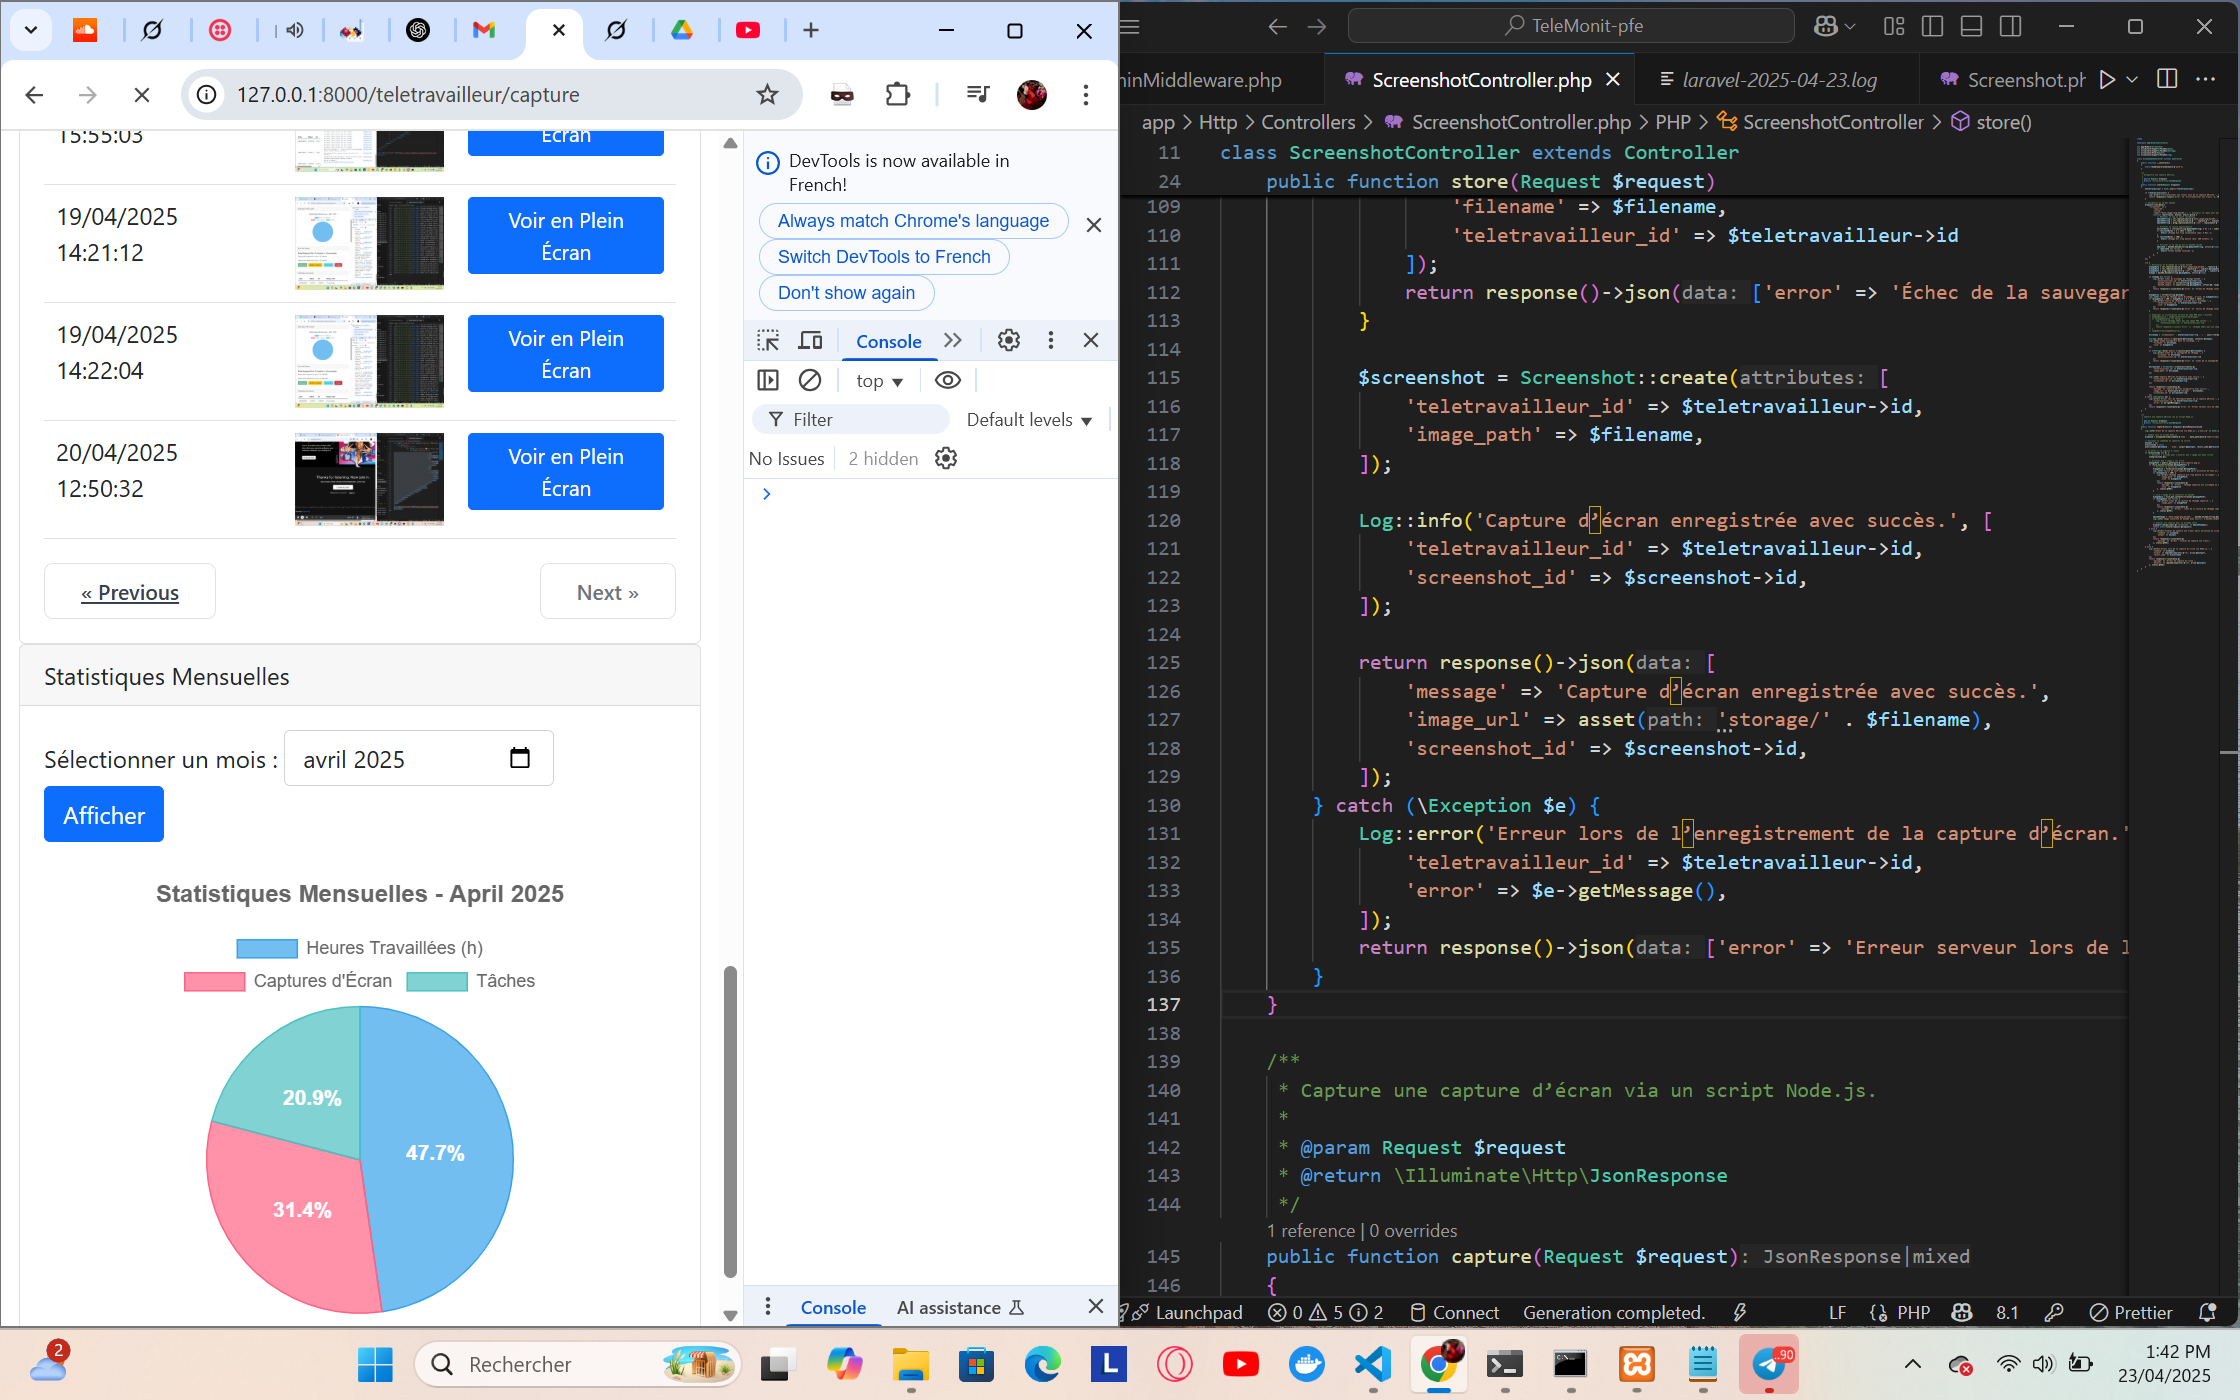 127.0.0.1:8000/teletravailleur/capture
15:55:03
Écran
19/04/2025
14:21:12
Voir en Plein
Écran
19/04/2025
14:22:04
Voir en Plein
Écran
20/04/2025
12:50:32
Voir en Plein
Écran
« Previous
Next »
Statistiques Mensuelles
Sélectionner un mois :
avril 2025
Afficher
Statistiques Mensuelles - April 2025
Heures Travaillées (h)
Captures d'Écran
Tâches
20.9%
47.7%
31.4%
DevTools is now available in
French!
Always match Chrome's language
Switch DevTools to French
Don't show again
Console
top
Filter
Default levels
No Issues
2 hidden
Console
AI assistance
TeleMonit-pfe
ninMiddleware.php
ScreenshotController.php
laravel-2025-04-23.log
Screenshot.ph
app > Http > Controllers > ScreenshotController.php > PHP > ScreenshotController > store()
11 class ScreenshotController extends Controller
24 public function store(Request $request)
109 'filename' => $filename,
110 'teletravailleur_id' => $teletravailleur->id
111 ]);
112 return response()->json(data: ['error' => 'Échec de la sauvegar
113 }
114
115 $screenshot = Screenshot::create(attributes: [
116 'teletravailleur_id' => $teletravailleur->id,
117 'image_path' => $filename,
118 ]);
119
120 Log::info('Capture d’écran enregistrée avec succès.', [
121 'teletravailleur_id' => $teletravailleur->id,
122 'screenshot_id' => $screenshot->id,
123 ]);
124
125 return response()->json(data: [
126 'message' => 'Capture d’écran enregistrée avec succès.',
127 'image_url' => asset(path: 'storage/' . $filename),
128 'screenshot_id' => $screenshot->id,
129 ]);
130 } catch (\Exception $e) {
131 Log::error('Erreur lors de l’enregistrement de la capture d’écran.'
132 'teletravailleur_id' => $teletravailleur->id,
133 'error' => $e->getMessage(),
134 ]);
135 return response()->json(data: ['error' => 'Erreur serveur lors de l
136 }
137 }
138
139 /**
140 * Capture une capture d’écran via un script Node.js.
141 *
142 * @param Request $request
143 * @return \Illuminate\Http\JsonResponse
144 */
1 reference | 0 overrides
145 public function capture(Request $request): JsonResponse|mixed
146 {
Launchpad
0
5
2
Connect
Generation completed.
LF
PHP
8.1
Prettier
2
Rechercher
L
90
1:42 PM
23/04/2025